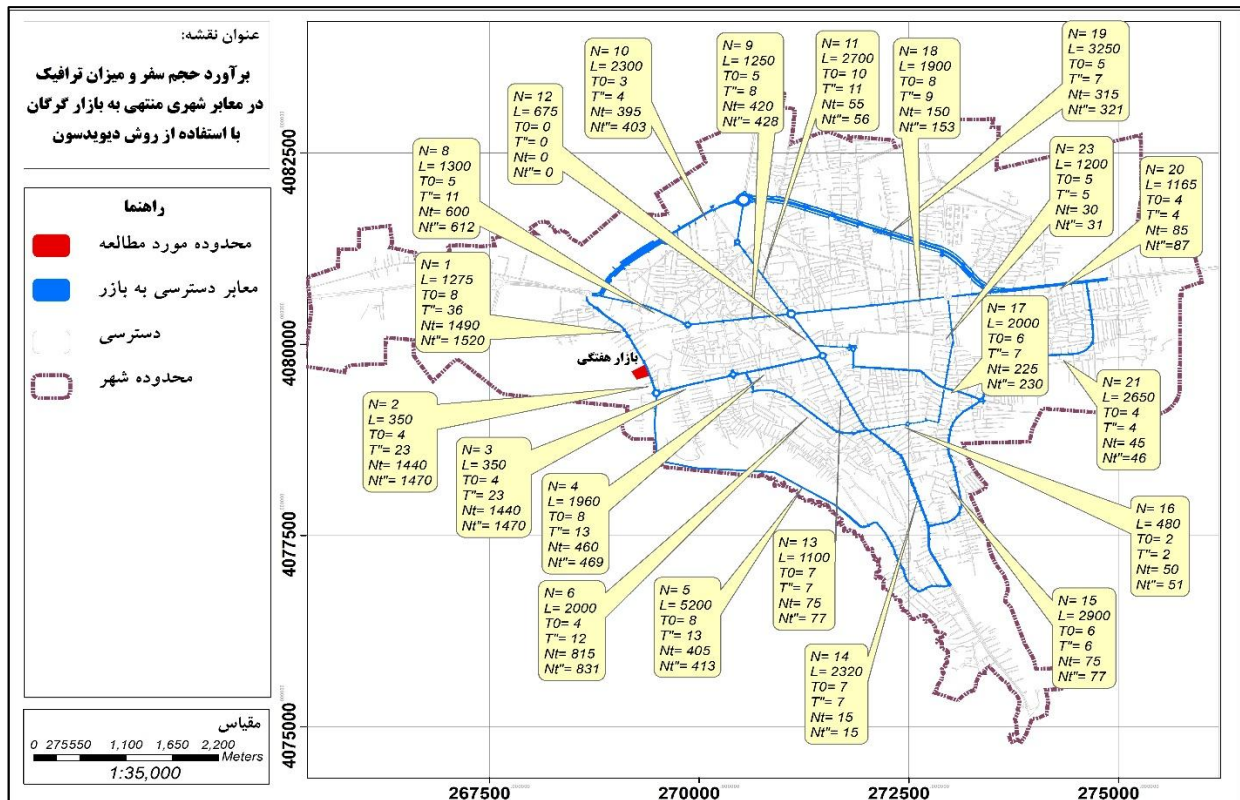 عنوان نقشه:
برآورد حجم سفر و میزان ترافیک
در معابر شهری منتهی به بازار گرگان
با استفاده از روش دیویدسون
راهنما
محدوده مورد مطالعه
معابر دسترسی به بازر
دسترسی
محدوده شهر
مقیاس
0 275550 1,100 1,650 2,200
Meters
1:35,000
4082500
4080000
4077500
4075000
267500
270000
272500
275000
بازار هفتگی
N= 10
L= 2300
T0= 3
T"= 4
Nt= 395
Nt"= 403
N= 9
L= 1250
T0= 5
T"= 8
Nt= 420
Nt"= 428
N= 11
L= 2700
T0= 10
T"= 11
Nt= 55
Nt"= 56
N= 18
L= 1900
T0= 8
T"= 9
Nt= 150
Nt"= 153
N= 19
L= 3250
T0= 5
T"= 7
Nt= 315
Nt"= 321
N= 12
L= 675
T0= 0
T"= 0
Nt= 0
Nt"= 0
N= 8
L= 1300
T0= 5
T"= 11
Nt= 600
Nt"= 612
N= 23
L= 1200
T0= 5
T"= 5
Nt= 30
Nt"= 31
N= 20
L= 1165
T0= 4
T"= 4
Nt= 85
Nt"=87
N= 1
L= 1275
T0= 8
T"= 36
Nt= 1490
Nt"= 1520
N= 17
L= 2000
T0= 6
T"= 7
Nt= 225
Nt"= 230
N= 21
L= 2650
T0= 4
T"= 4
Nt= 45
Nt"=46
N= 2
L= 350
T0= 4
T"= 23
Nt= 1440
Nt"= 1470
N= 3
L= 350
T0= 4
T"= 23
Nt= 1440
Nt"= 1470
N= 4
L= 1960
T0= 8
T"= 13
Nt= 460
Nt"= 469
N= 16
L= 480
T0= 2
T"= 2
Nt= 50
Nt"= 51
N= 6
L= 2000
T0= 4
T"= 12
Nt= 815
Nt"= 831
N= 5
L= 5200
T0= 8
T"= 13
Nt= 405
Nt"= 413
N= 13
L= 1100
T0= 7
T"= 7
Nt= 75
Nt"= 77
N= 14
L= 2320
T0= 7
T"= 7
Nt= 15
Nt"= 15
N= 15
L= 2900
T0= 6
T"= 6
Nt= 75
Nt"= 77